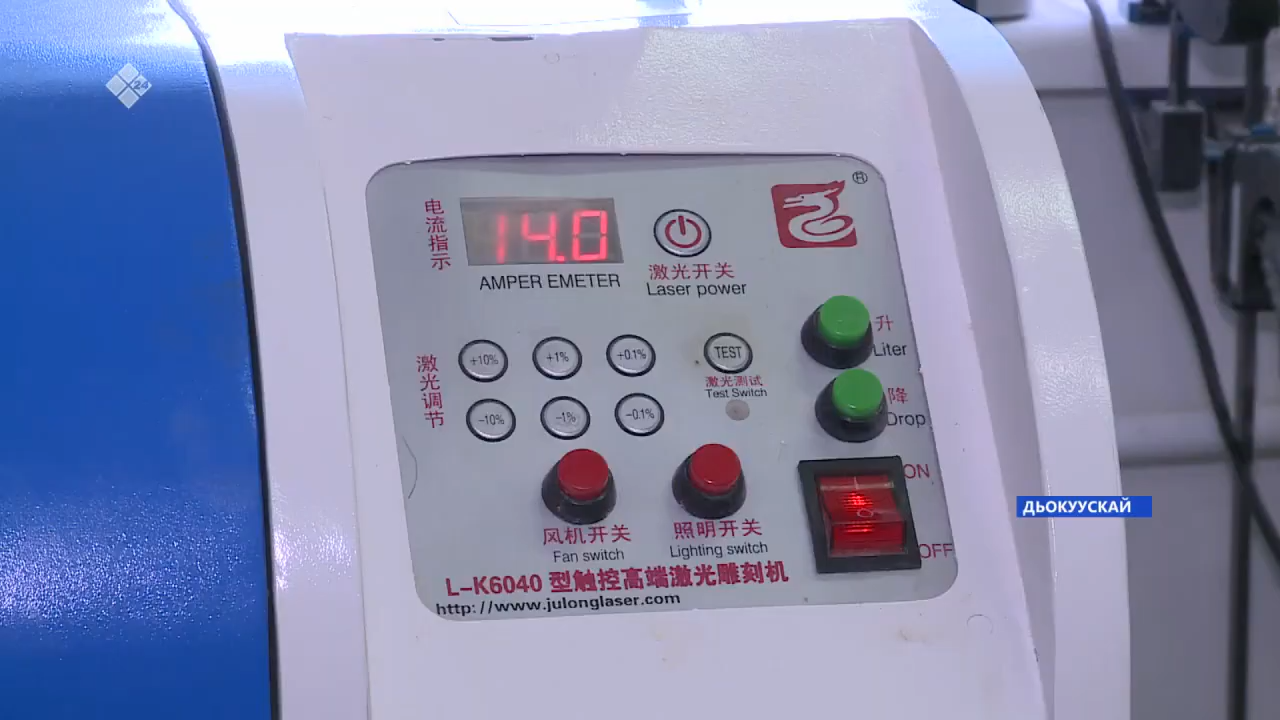 24
电流指示
14.0
AMPER EMETER
激光开关
Laser power
®
激光调节
+10%
+1%
+0.1%
-10%
-1%
-0.1%
TEST
激光测试
Test Switch
升
Liter
降
Drop
风机开关
Fan switch
照明开关
Lighting switch
ON
OFF
L-K6040 型触控高端激光雕刻机
http://www.julonglaser.com
ДЬОКУУСКАЙ